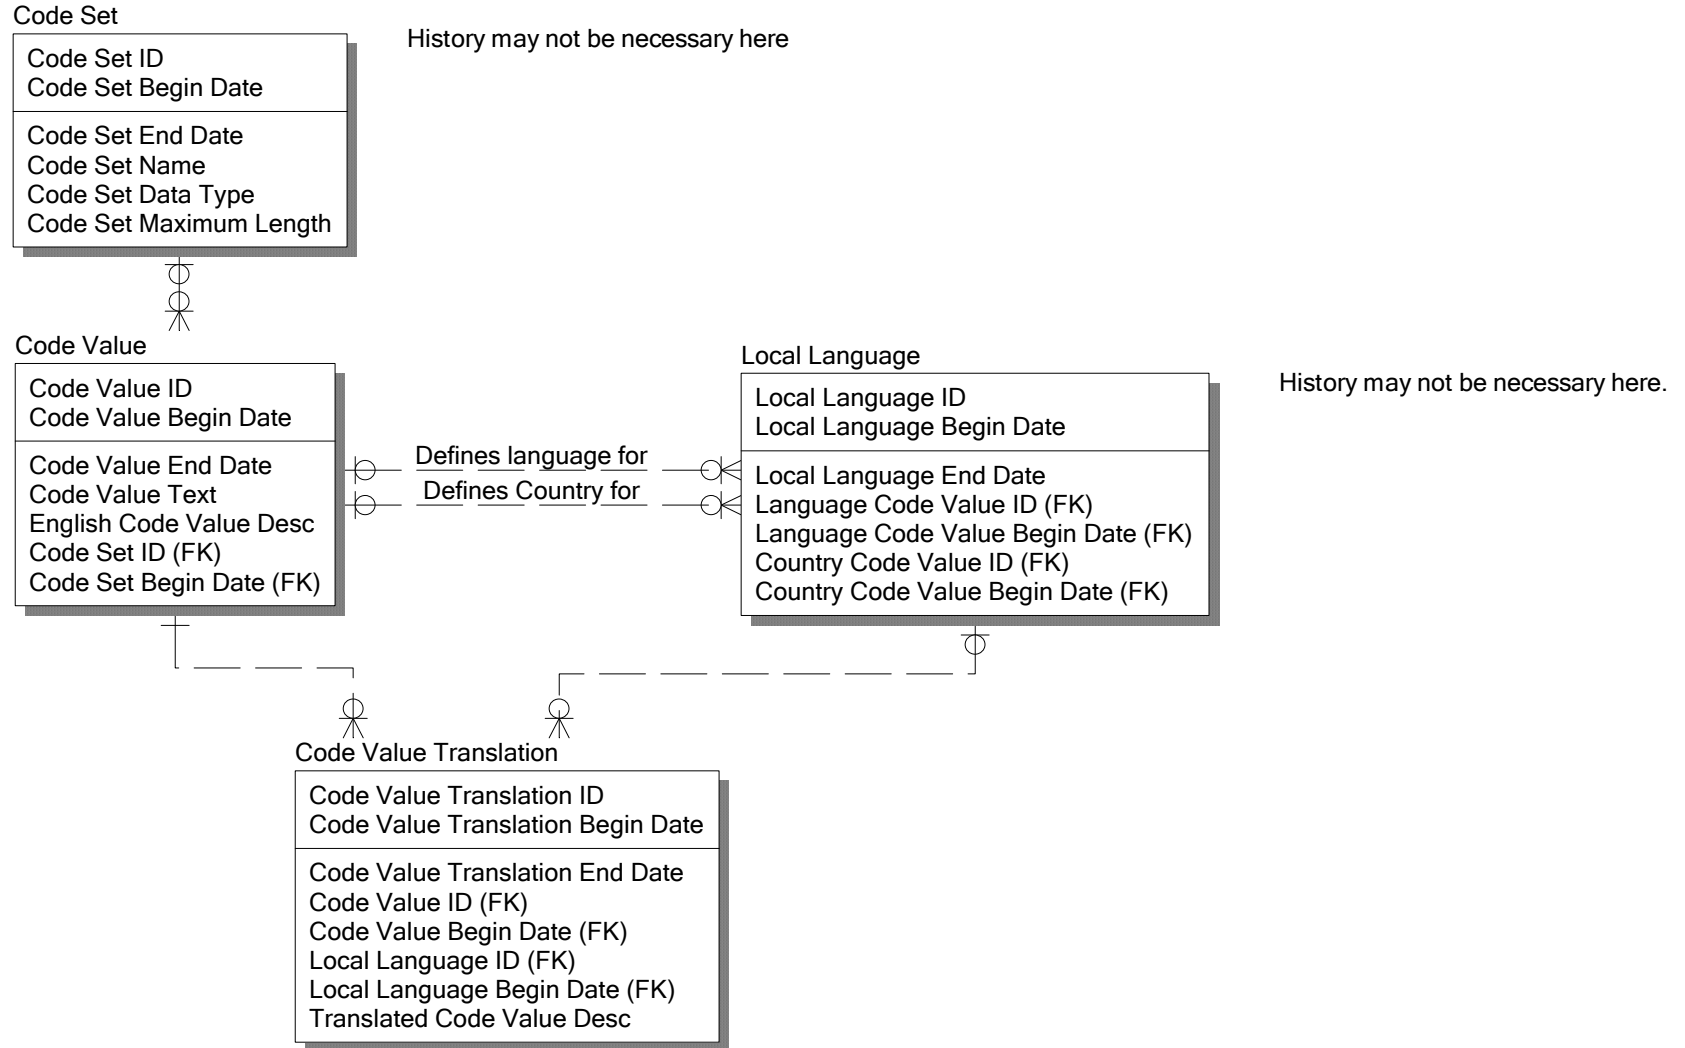 Code Set
History may not be necessary here
Code Set ID
Code Set Begin Date
Code Set End Date
Code Set Name
Code Set Data Type
Code Set Maximum Length
Code Value
Code Value ID
Code Value Begin Date
Code Value End Date
Code Value Text
English Code Value Desc
Code Set ID (FK)
Code Set Begin Date (FK)
Defines language for
Defines Country for
Local Language
Local Language ID
Local Language Begin Date
Local Language End Date
Language Code Value ID (FK)
Language Code Value Begin Date (FK)
Country Code Value ID (FK)
Country Code Value Begin Date (FK)
History may not be necessary here.
Code Value Translation
Code Value Translation ID
Code Value Translation Begin Date
Code Value Translation End Date
Code Value ID (FK)
Code Value Begin Date (FK)
Local Language ID (FK)
Local Language Begin Date (FK)
Translated Code Value Desc